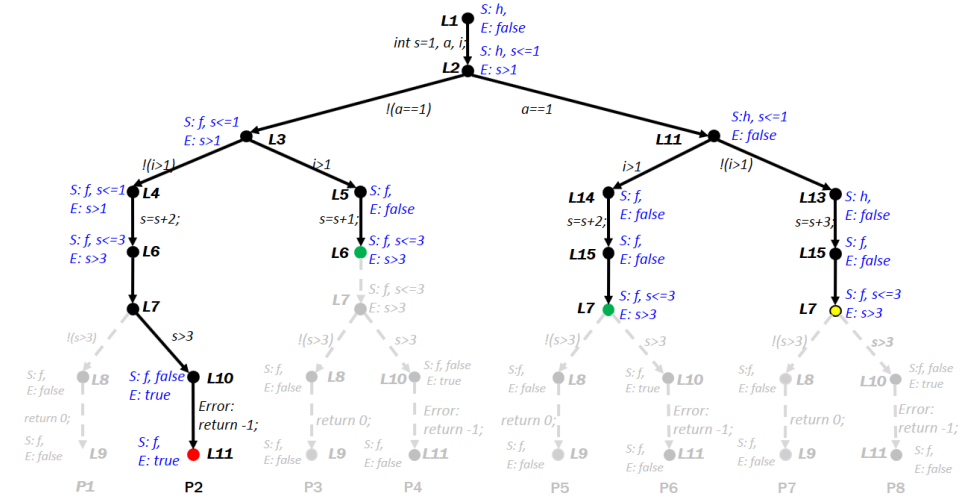 L1
S: h,
E: false
int s=1, a, i;
L2
S: h, s<=1
E: s>1
!(a==1)
a==1
S: f, s<=1
E: s>1
L3
L11
S:h, s<=1
E: false
!(i>1)
i>1
i>1
!(i>1)
S: f, s<=1
E: s>1
L4
L5
S: f,
E: false
L14
S: f,
E: false
L13
S: h,
E: false
s=s+2;
s=s+1;
s=s+2;
s=s+3;
S: f, s<=3
E: s>3
L6
L6
S: f, s<=3
E: s>3
L15
S: f,
E: false
L15
S: f,
E: false
L7
L7
S: f, s<=3
E: s>3
L7
S: f, s<=3
E: s>3
L7
S: f, s<=3
E: s>3
!(s>3)
s>3
!(s>3)
s>3
!(s>3)
s>3
!(s>3)
s>3
S: f,
E: false
L8
S: f, false
E: true
L10
S: f,
E: false
L8
L10
S: f, false
E: true
S: f,
E: false
L8
L10
S: f,
E: true
S: f,
E: false
L8
L10
S:f, false
E: true
return 0;
Error:
return -1;
return 0;
Error:
return -1;
return 0;
Error:
return -1;
return 0;
Error:
return -1;
S: f,
E: false
L9
S: f,
E: true
L11
S: f,
E: false
L9
S: f,
E: false
L11
S: f,
E: false
L9
L11
S: f,
E: false
S: f,
E: false
L9
L11
S: f,
E: false
P1
P2
P3
P4
P5
P6
P7
P8